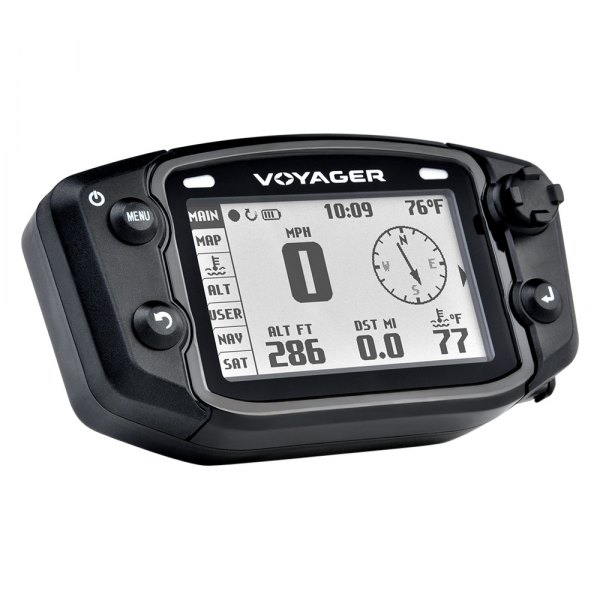 VOYAGER
MENU
MAIN 10:09 76°F
MAP MPH
0
N
W E
S
ALT
USER ALT FT DST MI °F
NAV 286 0.0 77
SAT